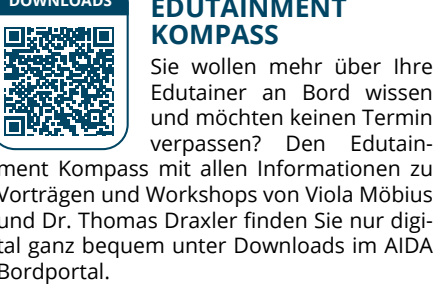 DOWNLOADS
EDUTAINMENT
KOMPASS
Sie wollen mehr über Ihre
Edutainer an Bord wissen
und möchten keinen Termin
verpassen? Den Edutain-
ment Kompass mit allen Informationen zu
Vorträgen und Workshops von Viola Möbius
und Dr. Thomas Draxler finden Sie nur digi-
tal ganz bequem unter Downloads im AIDA
Bordportal.